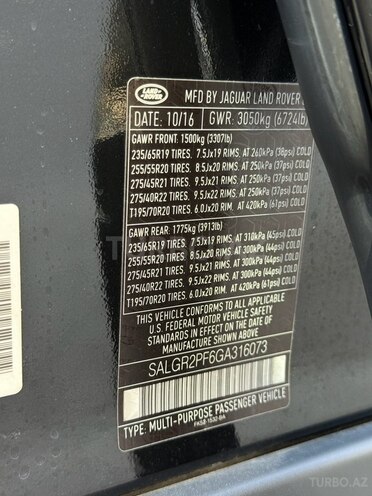 LAND
ROVER
MFD BY JAGUAR LAND ROVER
DATE: 10/16 GWR: 3050kg (6724lb)
GAWR FRONT: 1500kg (3307lb)
235/65R19 TIRES. 7.5Jx19 RIMS. AT 260kPa (38psi) COLD
255/55R20 TIRES. 8.5Jx20 RIMS. AT 250kPa (37psi) COLD
275/45R21 TIRES. 9.5Jx21 RIMS. AT 250kPa (37psi) COLD
275/40R22 TIRES. 9.5Jx22 RIMS. AT 250kPa (37psi) COLD
T195/70R20 TIRES. 6.0Jx20 RIMS. AT 420kPa (61psi) COLD
GAWR REAR: 1775kg (3913lb)
235/65R19 TIRES. 7.5Jx19 RIMS. AT 310kPa (45psi) COLD
255/55R20 TIRES. 8.5Jx20 RIMS. AT 300kPa (44psi) COLD
275/45R21 TIRES. 9.5Jx21 RIMS. AT 300kPa (44psi) COLD
275/40R22 TIRES. 9.5Jx22 RIMS. AT 300kPa (44psi) COLD
T195/70R20 TIRES. 6.0Jx20 RIMS. AT 420kPa (61psi) COLD
THIS VEHICLE CONFORMS TO ALL APPLICABLE
U.S. FEDERAL MOTOR VEHICLE SAFETY STANDARDS
IN EFFECT ON THE DATE OF MANUFACTURE SHOWN ABOVE.
SALGR2PF6GA316073
TYPE: MULTI-PURPOSE PASSENGER VEHICLE
TURBO.AZ